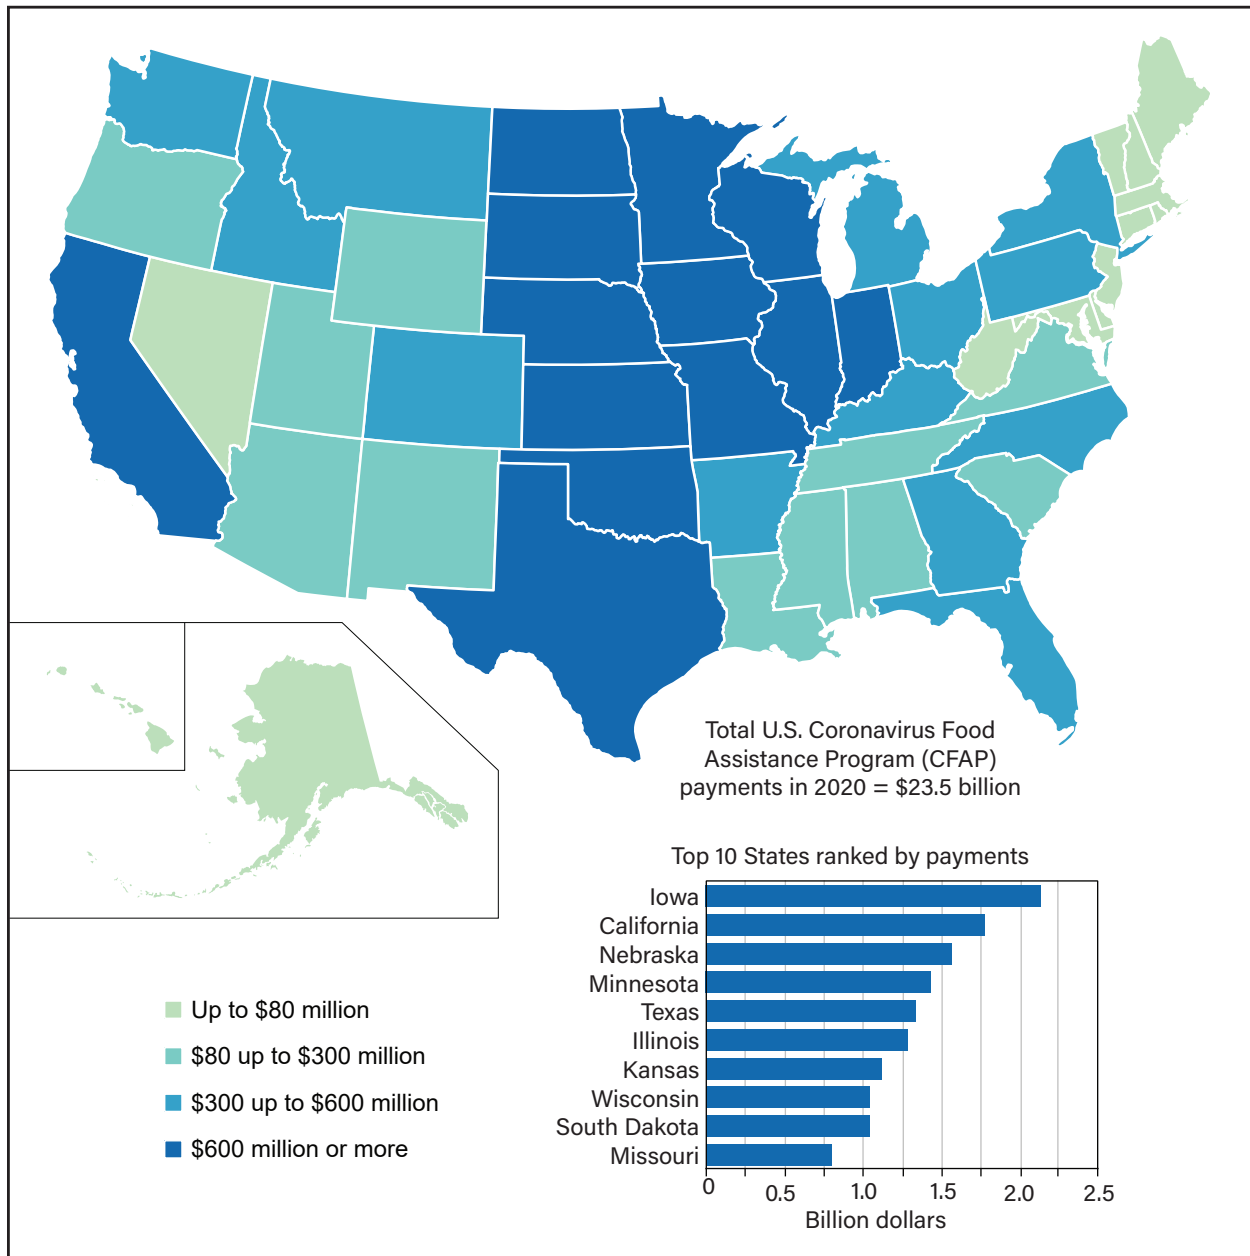 Total U.S. Coronavirus Food
Assistance Program (CFAP)
payments in 2020 = $23.5 billion
Top 10 States ranked by payments
Iowa
California
Nebraska
Minnesota
Texas
Illinois
Kansas
Wisconsin
South Dakota
Missouri
0 0.5 1.0 1.5 2.0 2.5
Billion dollars
Up to $80 million
$80 up to $300 million
$300 up to $600 million
$600 million or more